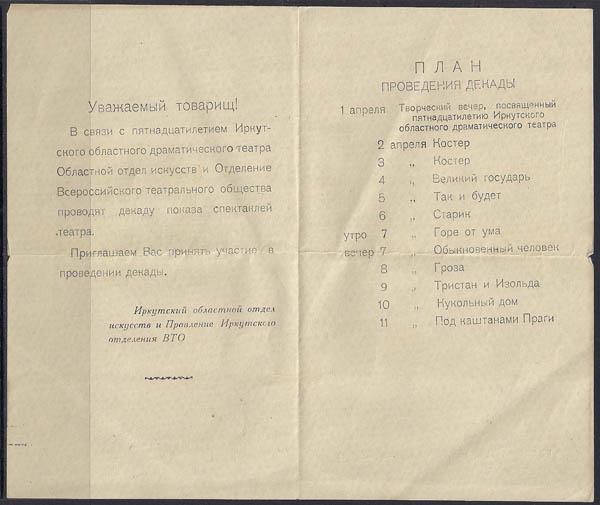 Уважаемый товарищ!
В связи с пятнадцатилетием Иркут-
ского областного драматического театра
Областной отдел искусств и Отделение
Всероссийского театрального общества
проводят декаду показа спектаклей
театра.
Приглашаем Вас принять участие в
проведении декады.
Иркутский областной отдел
искусств и Правление Иркутского
отделения ВТО
ПЛАН
ПРОВЕДЕНИЯ ДЕКАДЫ
1 апреля Творческий вечер, посвященный
пятнадцатилетию Иркутского
областного драматического театра
2 апреля Костер
3 „ Костер
4 „ Великий государь
5 „ Так и будет
6 „ Старик
утро 7 „ Горе от ума
вечер 7 „ Обыкновенный человек
8 „ Гроза
9 „ Тристан и Изольда
10 „ Кукольный дом
11 „ Под каштанами Праги